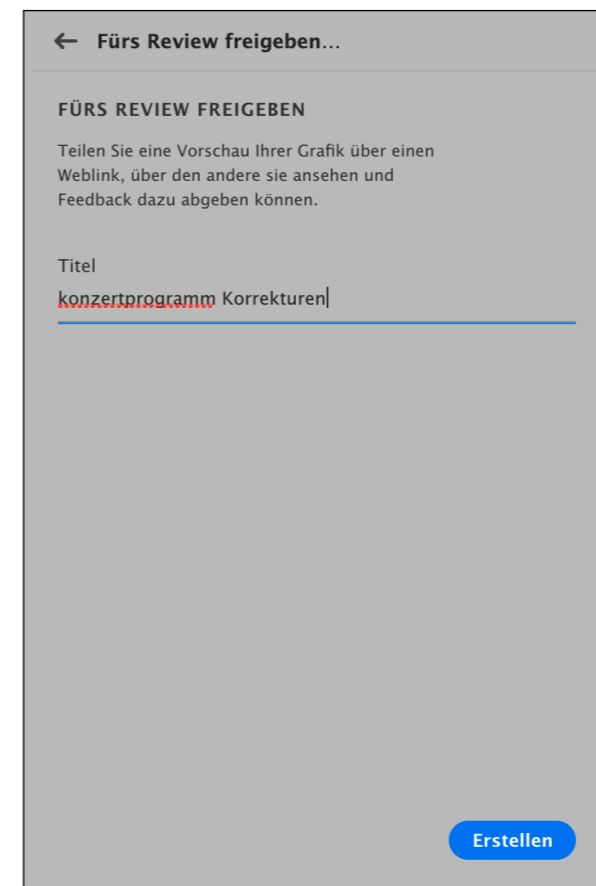 Fürs Review freigeben...
FÜRS REVIEW FREIGEBEN
Teilen Sie eine Vorschau Ihrer Grafik über einen
Weblink, über den andere sie ansehen und
Feedback dazu abgeben können.
Titel
konzertprogramm Korrekturen
Erstellen